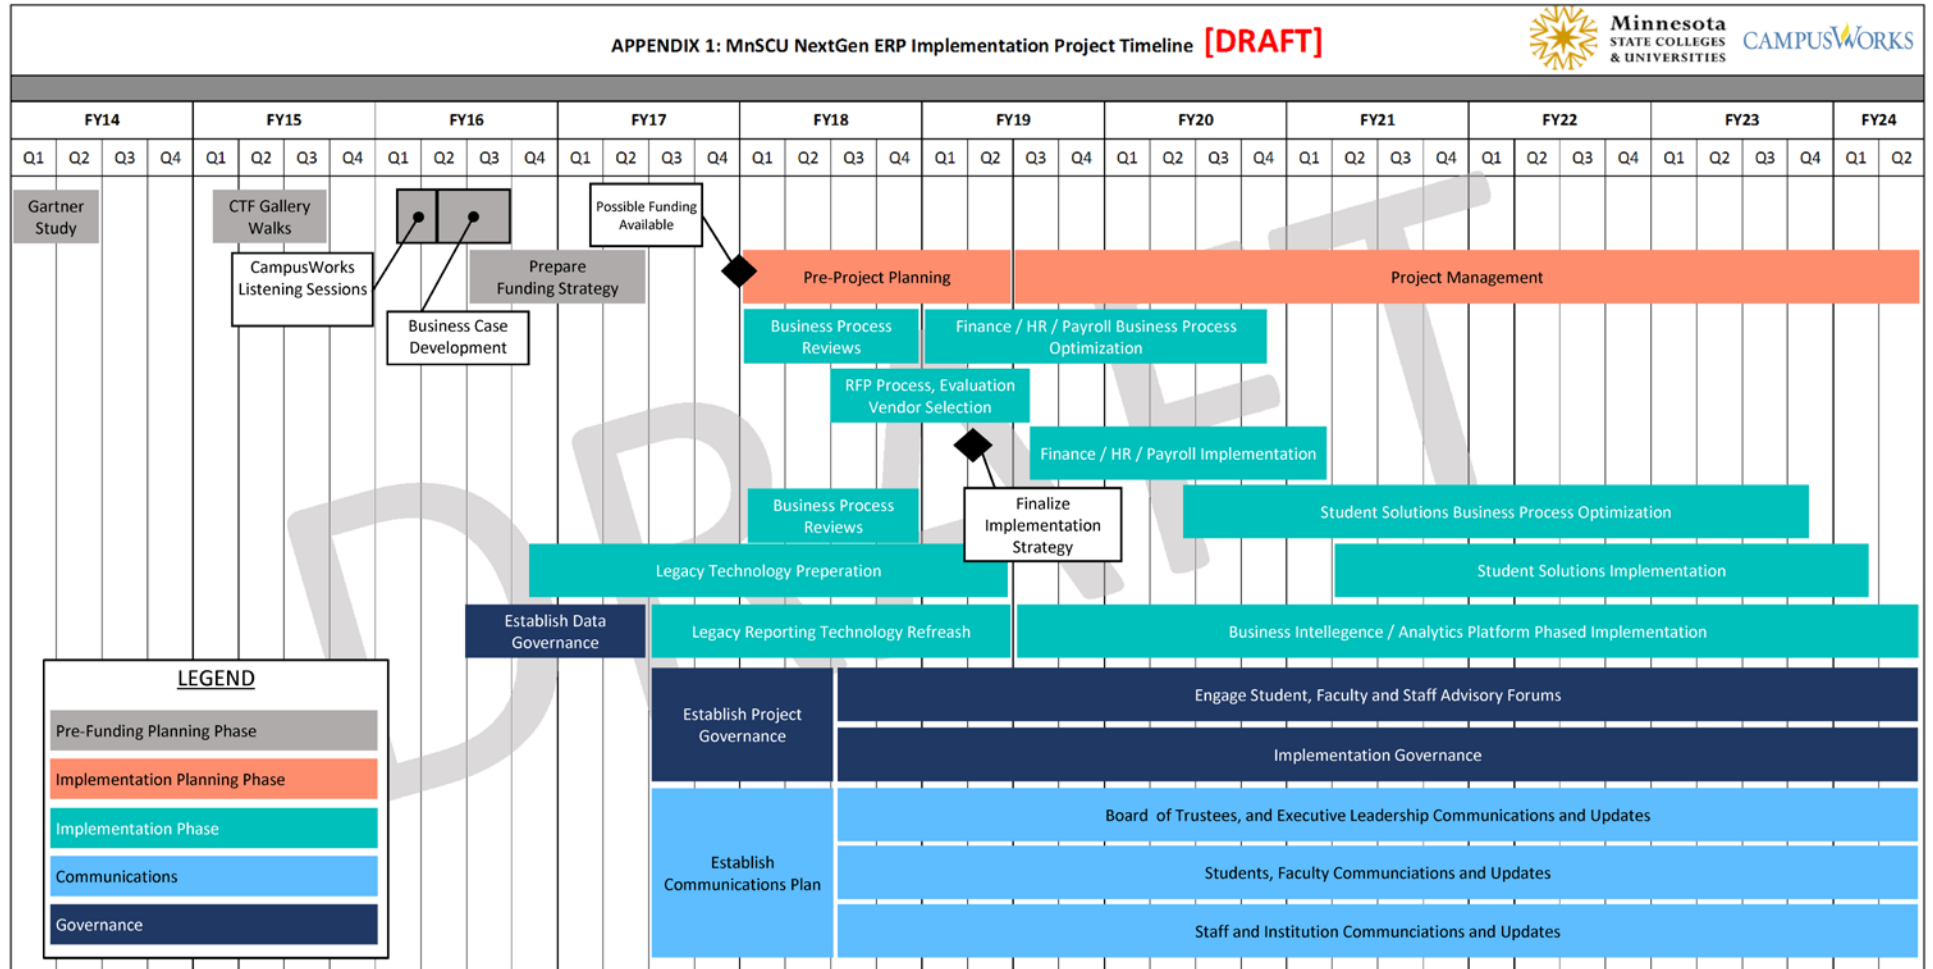 APPENDIX 1: MnSCU NextGen ERP Implementation Project Timeline [DRAFT]
Minnesota
STATE COLLEGES
& UNIVERSITIES
CAMPUSWORKS
FY14 FY15 FY16 FY17 FY18 FY19 FY20 FY21 FY22 FY23 FY24
Q1 Q2 Q3 Q4 Q1 Q2 Q3 Q4 Q1 Q2 Q3 Q4 Q1 Q2 Q3 Q4 Q1 Q2 Q3 Q4 Q1 Q2 Q3 Q4 Q1 Q2 Q3 Q4 Q1 Q2 Q3 Q4 Q1 Q2 Q3 Q4 Q1 Q2 Q3 Q4 Q1 Q2
Gartner
Study
CTF Gallery
Walks
Possible Funding
Available
CampusWorks
Listening Sessions
Prepare
Funding Strategy
Pre-Project Planning
Project Management
Business Case
Development
Business Process
Reviews
Finance / HR / Payroll Business Process
Optimization
RFP Process, Evaluation
Vendor Selection
Finance / HR / Payroll Implementation
Business Process
Reviews
Finalize
Implementation
Strategy
Student Solutions Business Process Optimization
Legacy Technology Preperation
Student Solutions Implementation
Establish Data
Governance
Legacy Reporting Technology Refreash
Business Intellegence / Analytics Platform Phased Implementation
Establish Project
Governance
Engage Student, Faculty and Staff Advisory Forums
Implementation Governance
Establish
Communications Plan
Board of Trustees, and Executive Leadership Communications and Updates
Students, Faculty Communciations and Updates
Staff and Institution Communciations and Updates
LEGEND
Pre-Funding Planning Phase
Implementation Planning Phase
Implementation Phase
Communications
Governance
DRAFT